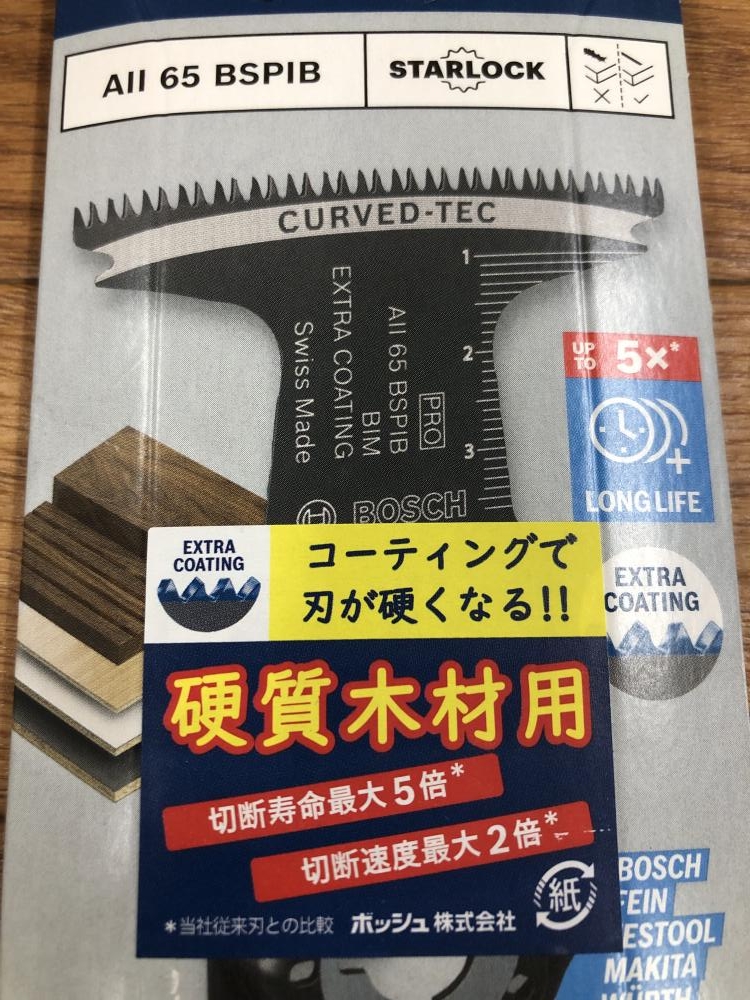 AII 65 BSPIB
STARLOCK
CURVED-TEC
1
2
3
AII 65 BSPIB
BIM
EXTRA COATING
Swiss Made
PRO
BOSCH
UP TO 5×*
LONG LIFE
EXTRA
COATING
EXTRA
COATING
コーティングで
刃が硬くなる!!
硬質木材用
切断寿命最大5倍*
切断速度最大2倍*
*当社従来刃との比較 ボッシュ株式会社
紙
BOSCH
FEIN
MAKITA